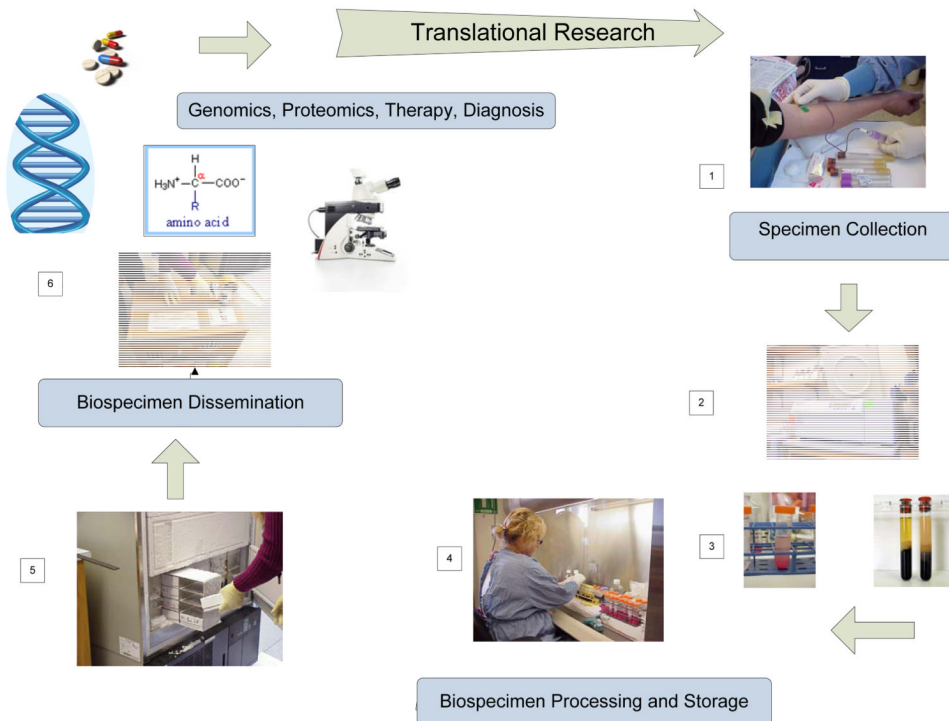 Translational Research
Genomics, Proteomics, Therapy, Diagnosis
H
α
H₃N⁺—C—COO⁻
R
amino acid
1
Specimen Collection
6
2
Biospecimen Dissemination
3
4
5
Biospecimen Processing and Storage